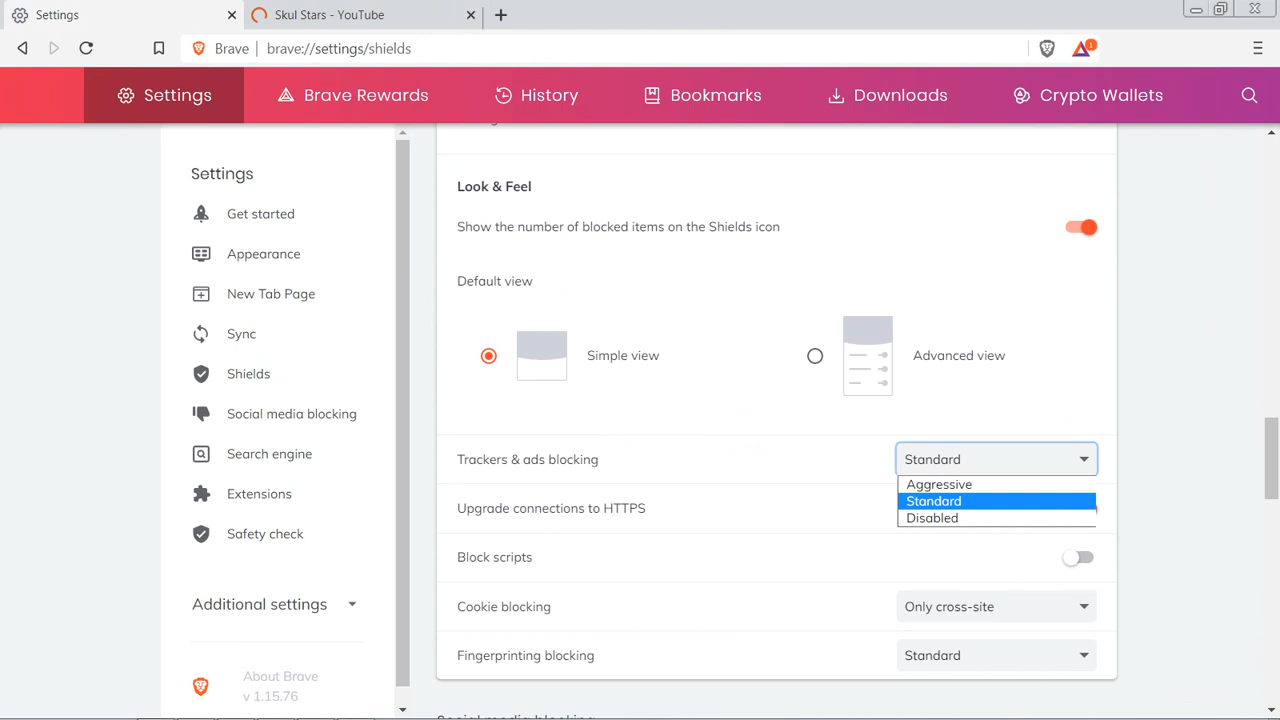 Settings
Skul Stars - YouTube
Brave
brave://settings/shields
1
Settings
Brave Rewards
History
Bookmarks
Downloads
Crypto Wallets
Settings
Get started
Appearance
New Tab Page
Sync
Shields
Social media blocking
Search engine
Extensions
Safety check
Additional settings
About Brave
v 1.15.76
Look & Feel
Show the number of blocked items on the Shields icon
Default view
Simple view
Advanced view
Trackers & ads blocking
Standard
Aggressive
Standard
Disabled
Upgrade connections to HTTPS
Block scripts
Cookie blocking
Only cross-site
Fingerprinting blocking
Standard
Social media blocking